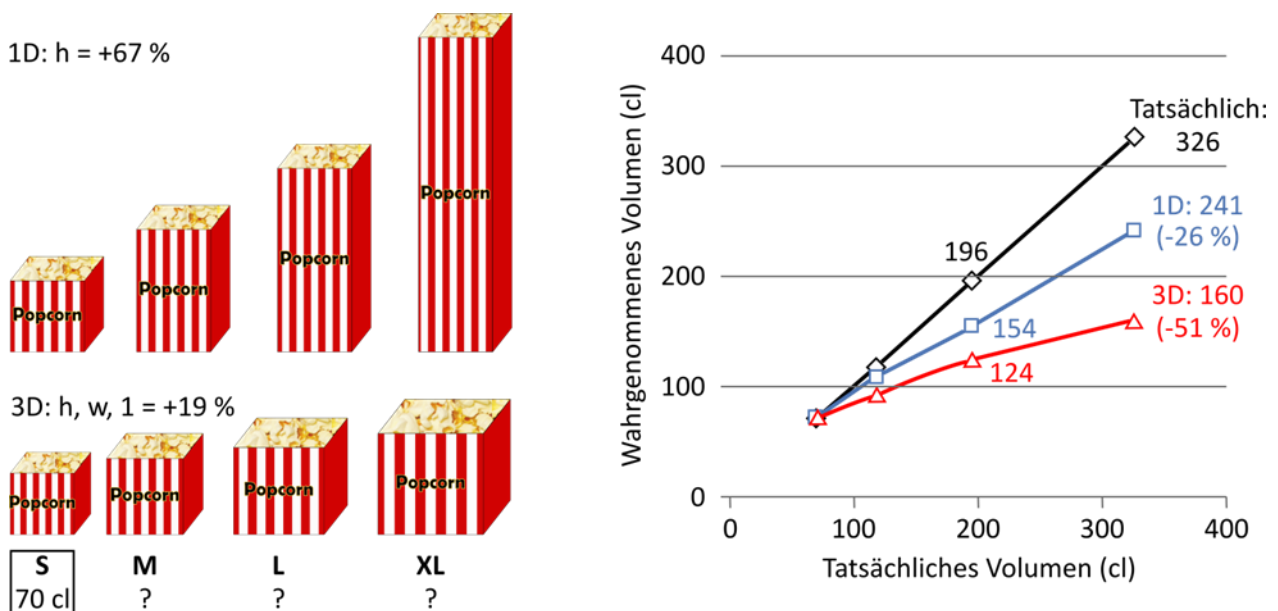 1D: h = +67 %
Popcorn
Popcorn
Popcorn
Popcorn
3D: h, w, 1 = +19 %
Popcorn
Popcorn
Popcorn
Popcorn
S M L XL
70 cl ? ? ?
Wahrgenommenes Volumen (cl)
400
300
200
100
0
0 100 200 300 400
Tatsächliches Volumen (cl)
Tatsächlich:
326
1D: 241
(-26 %)
196
3D: 160
(-51 %)
154
124